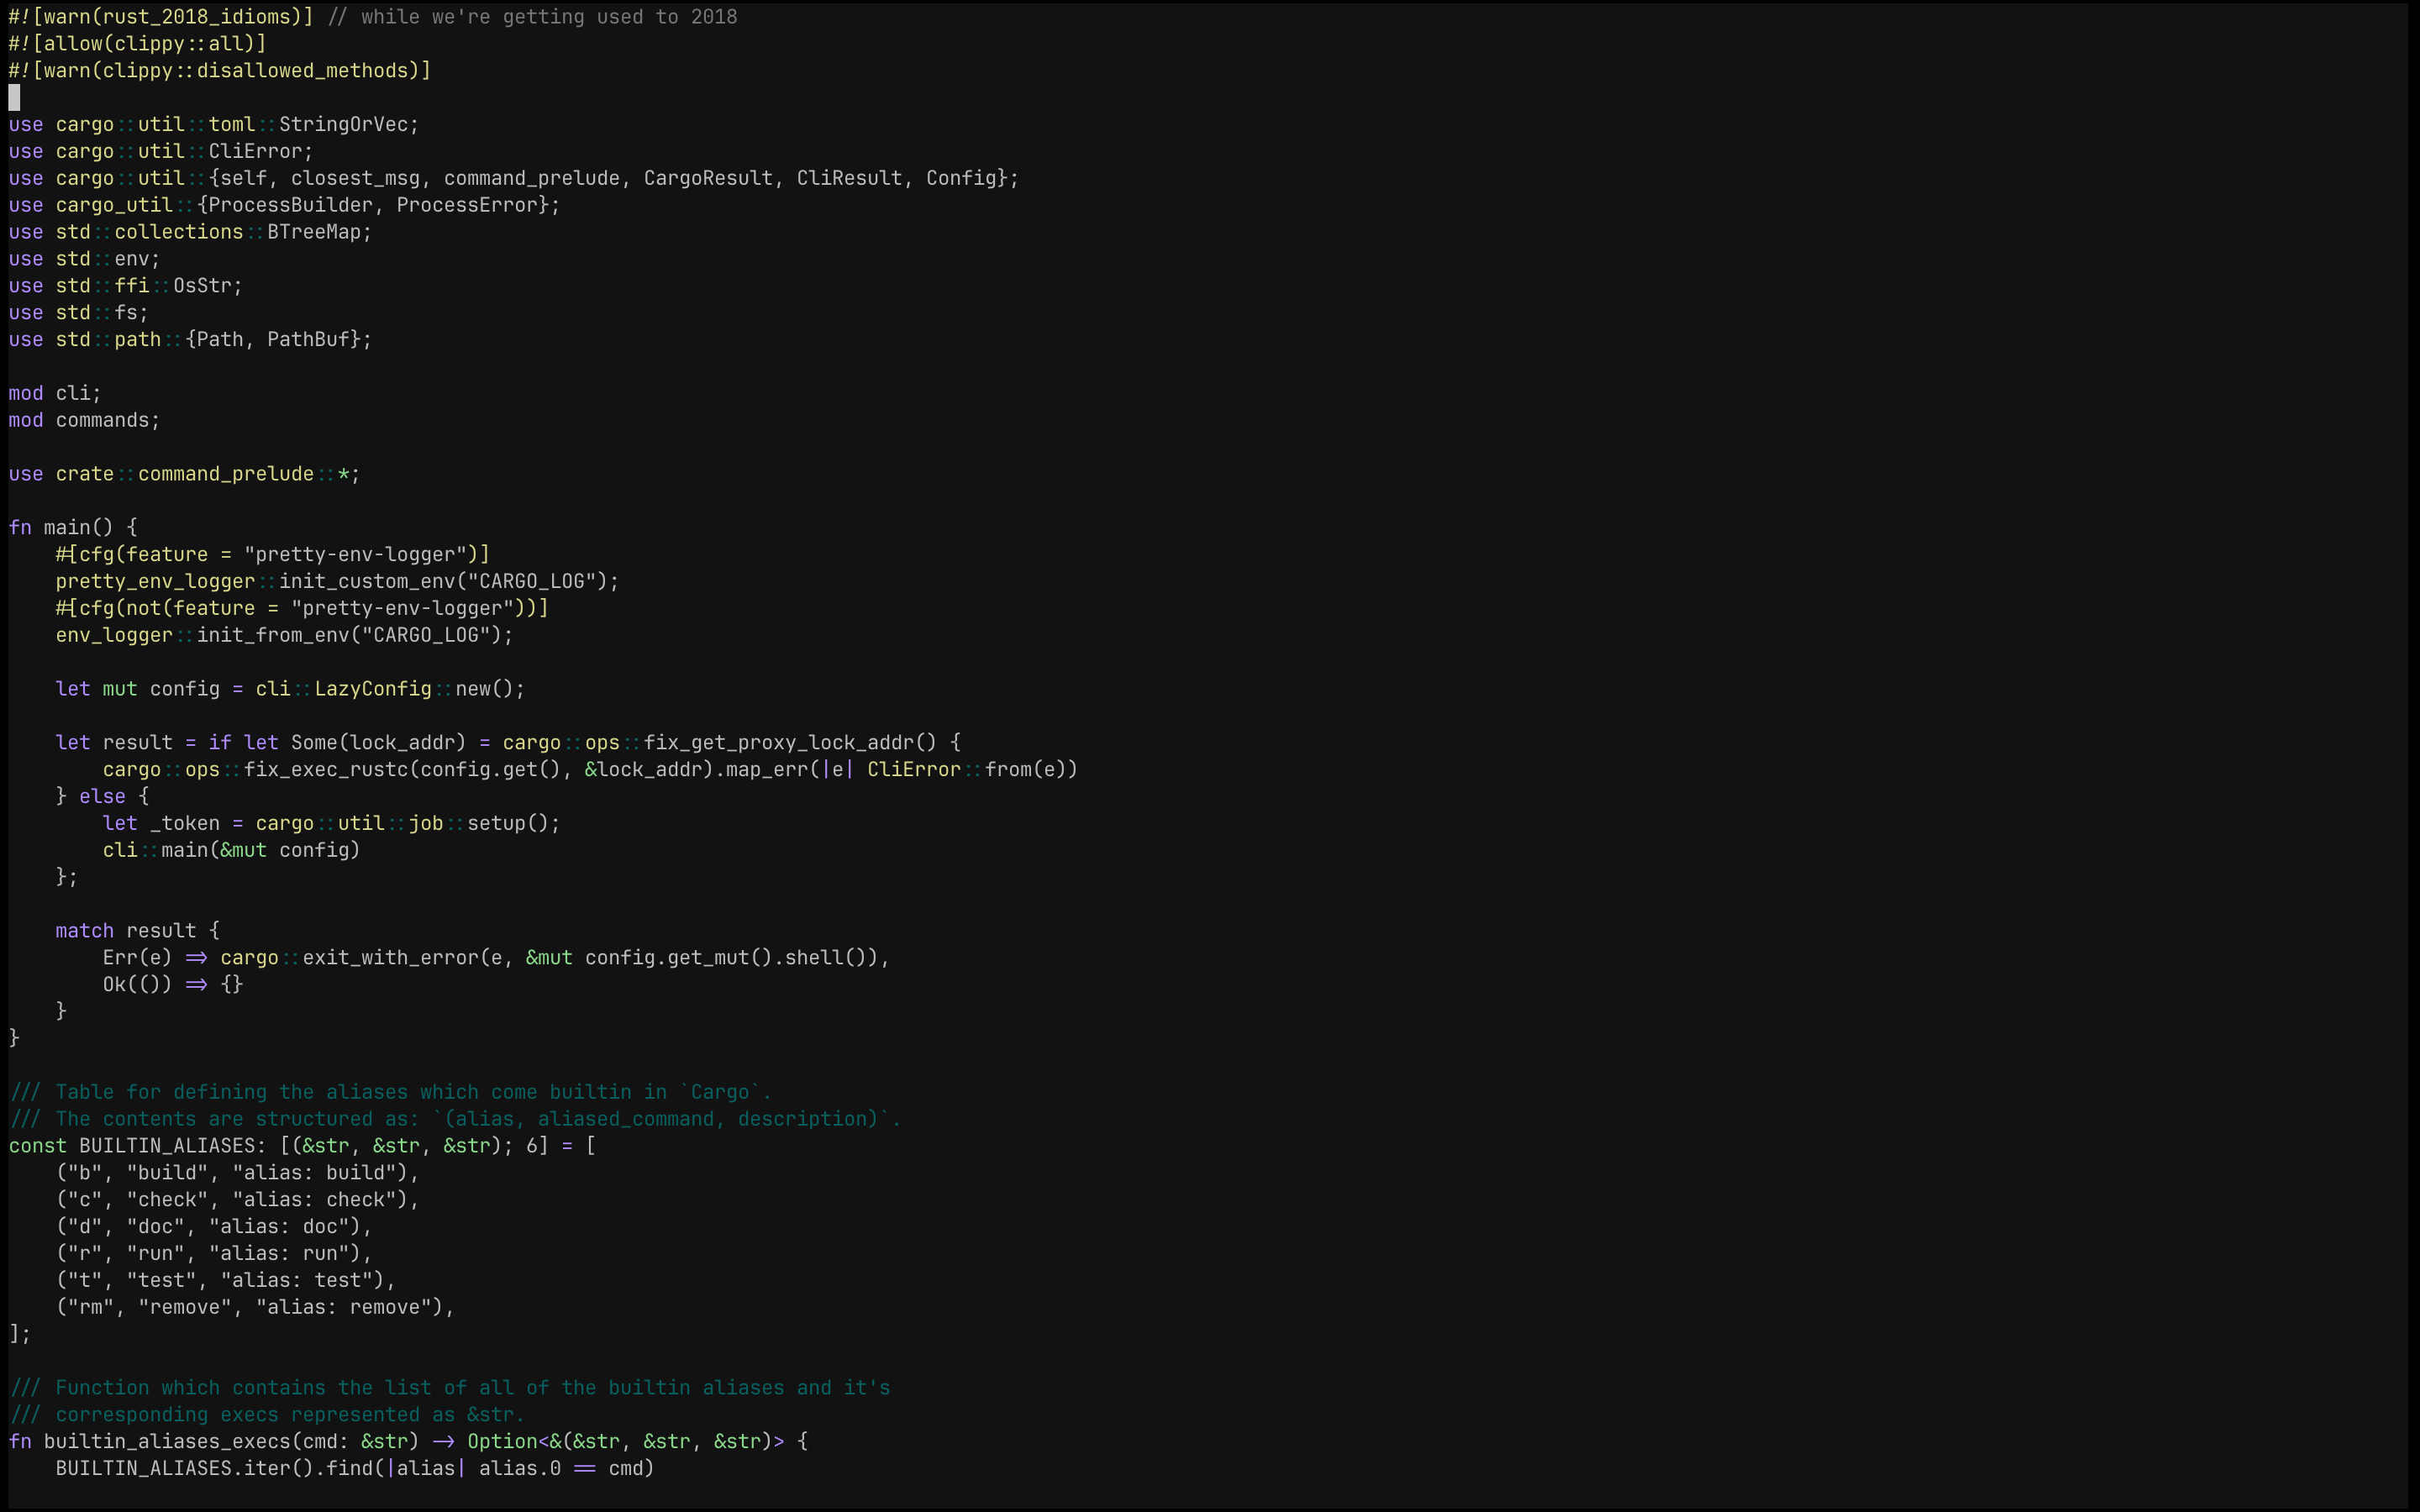 #![warn(rust_2018_idioms)] // while we're getting used to 2018
#![allow(clippy::all)]
#![warn(clippy::disallowed_methods)]

use cargo::util::toml::StringOrVec;
use cargo::util::CliError;
use cargo::util::{self, closest_msg, command_prelude, CargoResult, CliResult, Config};
use cargo_util::{ProcessBuilder, ProcessError};
use std::collections::BTreeMap;
use std::env;
use std::ffi::OsStr;
use std::fs;
use std::path::{Path, PathBuf};

mod cli;
mod commands;

use crate::command_prelude::*;

fn main() {
    #[cfg(feature = "pretty-env-logger")]
    pretty_env_logger::init_custom_env("CARGO_LOG");
    #[cfg(not(feature = "pretty-env-logger"))]
    env_logger::init_from_env("CARGO_LOG");

    let mut config = cli::LazyConfig::new();

    let result = if let Some(lock_addr) = cargo::ops::fix_get_proxy_lock_addr() {
        cargo::ops::fix_exec_rustc(config.get(), &lock_addr).map_err(|e| CliError::from(e))
    } else {
        let _token = cargo::util::job::setup();
        cli::main(&mut config)
    };

    match result {
        Err(e) => cargo::exit_with_error(e, &mut config.get_mut().shell()),
        Ok(()) => {}
    }
}

/// Table for defining the aliases which come builtin in `Cargo`.
/// The contents are structured as: `(alias, aliased_command, description)`.
const BUILTIN_ALIASES: [(&str, &str, &str); 6] = [
    ("b", "build", "alias: build"),
    ("c", "check", "alias: check"),
    ("d", "doc", "alias: doc"),
    ("r", "run", "alias: run"),
    ("t", "test", "alias: test"),
    ("rm", "remove", "alias: remove"),
];

/// Function which contains the list of all of the builtin aliases and it's
/// corresponding execs represented as &str.
fn builtin_aliases_execs(cmd: &str) -> Option<&(&str, &str, &str)> {
    BUILTIN_ALIASES.iter().find(|alias| alias.0 == cmd)